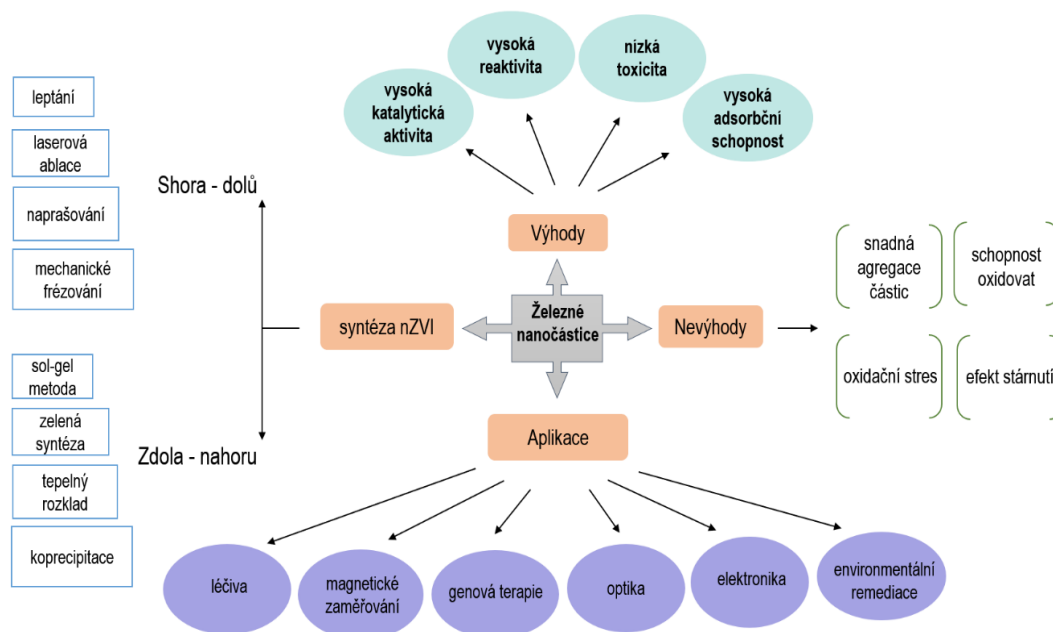 vysoká
reaktivita
nízká
toxicita
vysoká
katalytická
aktivita
vysoká
adsorbční
schopnost
leptání
laserová
ablace
naprašování
mechanické
frézování
Shora - dolů
Výhody
syntéza nZVI
Železné
nanočástice
Nevýhody
snadná
agregace
částic
schopnost
oxidovat
oxidační stres
efekt stárnutí
sol-gel
metoda
zelená
syntéza
tepelný
rozklad
koprecipitace
Zdola - nahoru
Aplikace
léčiva
magnetické
zaměřování
genová terapie
optika
elektronika
environmentální
remediace